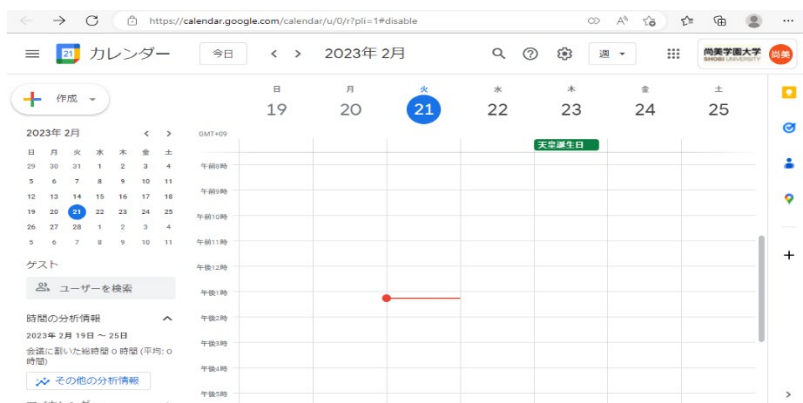 https://calendar.google.com/calendar/u/0/r?pli=1#disable
21 カレンダー 今日 2023年 2月 週 尚美学園大学 SHOBI UNIVERSITY 尚美
作成
日 月 火 水 木 金 土
19 20 21 22 23 24 25
GMT+09
天皇誕生日
午前8時
午前9時
午前10時
午前11時
午後12時
午後1時
午後2時
午後3時
午後4時
午後5時
2023年 2月
日 月 火 水 木 金 土
29 30 31 1 2 3 4
5 6 7 8 9 10 11
12 13 14 15 16 17 18
19 20 21 22 23 24 25
26 27 28 1 2 3 4
5 6 7 8 9 10 11
ゲスト
ユーザーを検索
時間の分析情報
2023年 2月 19日 ~ 25日
会議に割いた総時間 0 時間 (平均: 0
時間)
その他の分析情報